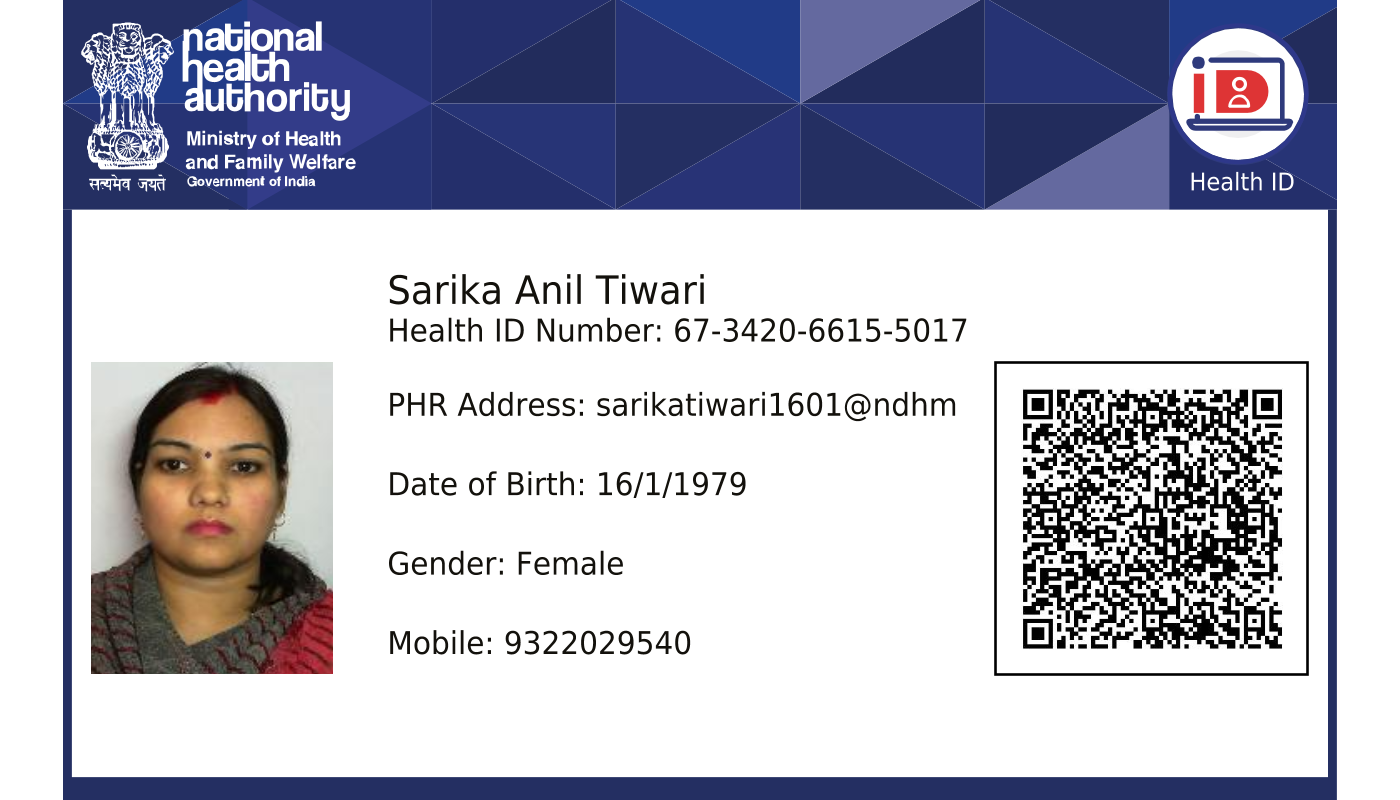 national
health
authority
Ministry of Health
and Family Welfare
Government of India
सत्यमेव जयते
iD
Health ID
Sarika Anil Tiwari
Health ID Number: 67-3420-6615-5017
PHR Address: sarikatiwari1601@ndhm
Date of Birth: 16/1/1979
Gender: Female
Mobile: 9322029540